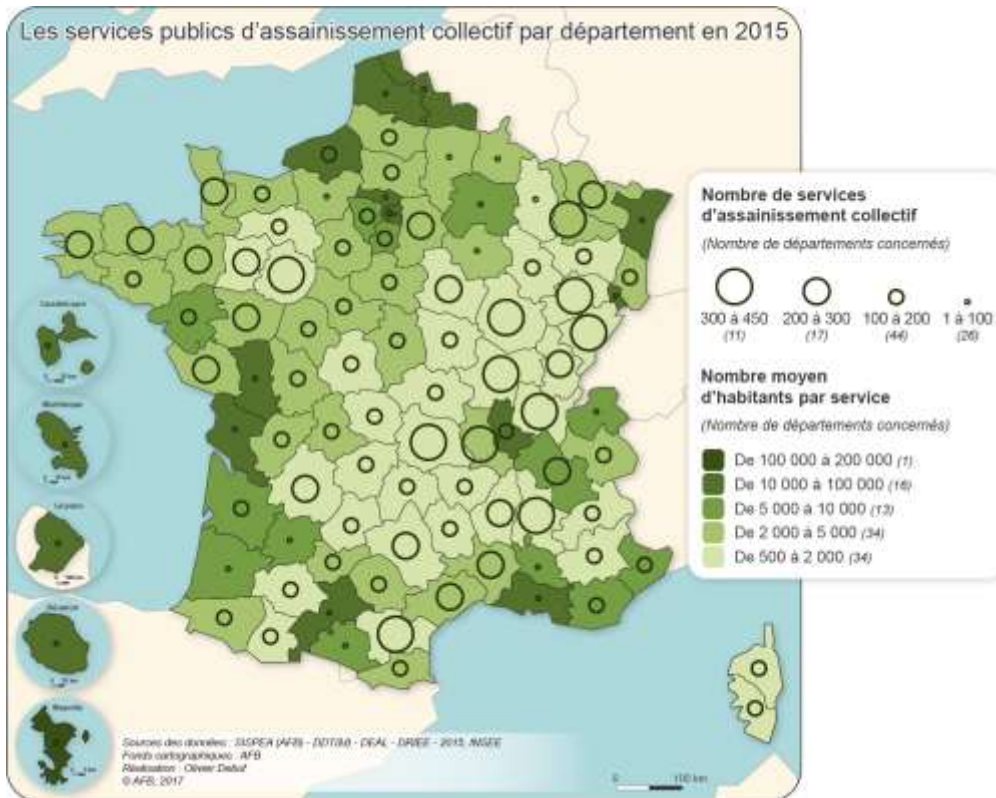 Les services publics d'assainissement collectif par département en 2015
Nombre de services
d'assainissement collectif
(Nombre de départements concernés)
300 à 450 200 à 300 100 à 200 1 à 100
(11) (17) (44) (26)
Nombre moyen
d'habitants par service
(Nombre de départements concernés)
De 100 000 à 200 000 (1)
De 10 000 à 100 000 (16)
De 5 000 à 10 000 (13)
De 2 000 à 5 000 (34)
De 500 à 2 000 (34)
Guadeloupe
Martinique
Guyane
Réunion
Mayotte
Sources des données : SISPEA (AFB) - DDT(M) - DEAL - DRIEE - 2015, INSEE
Fonds cartographiques : AFB
Réalisation : Olivier
© AFB, 2017
0 100 km